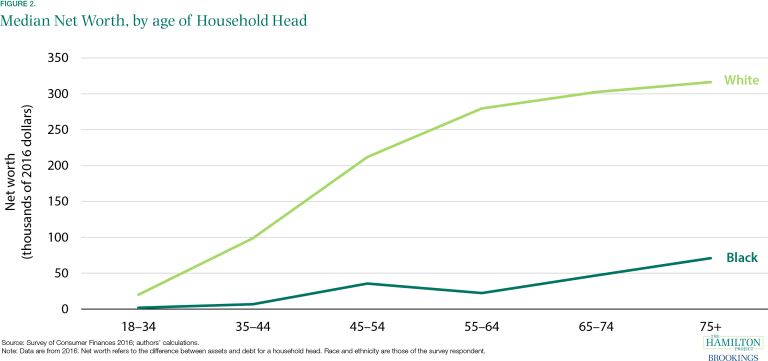 FIGURE 2.
Median Net Worth, by age of Household Head
Net worth
(thousands of 2016 dollars)
350
300
250
200
150
100
50
0
White
Black
18–34
35–44
45–54
55–64
65–74
75+
Source: Survey of Consumer Finances 2016; authors' calculations.
Note: Data are from 2016. Net worth refers to the difference between assets and debt for a household head. Race and ethnicity are those of the survey respondent.
THE
HAMILTON
PROJECT
BROOKINGS